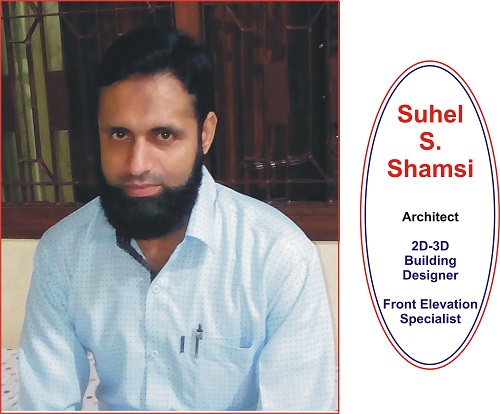 Suhel
S.
Shamsi
Architect
2D-3D
Building
Designer
Front Elevation
Specialist